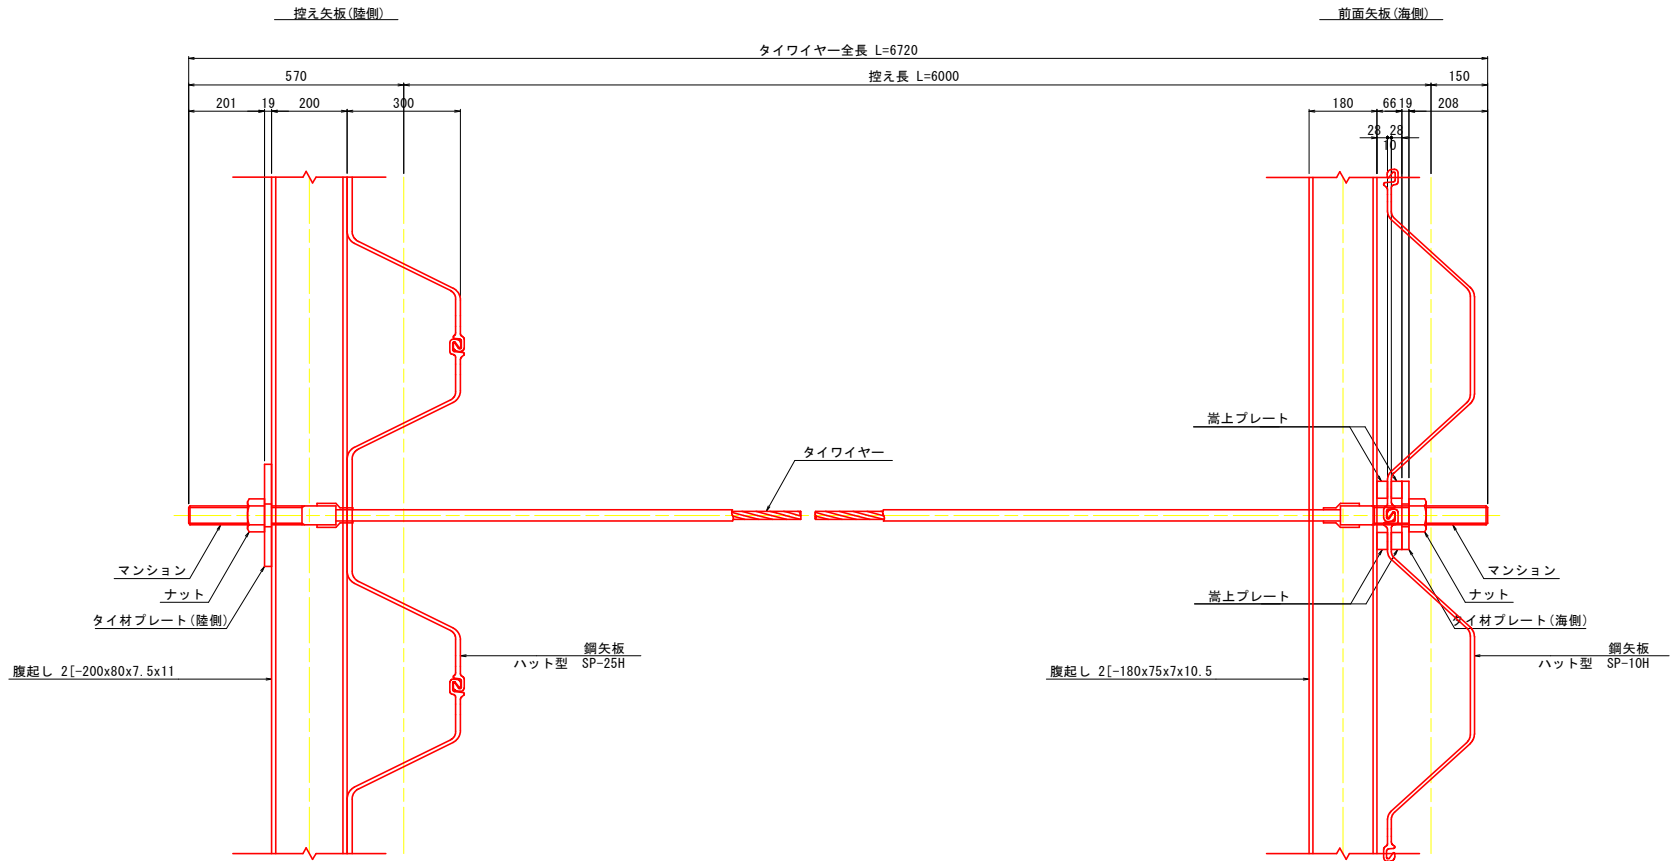 控え矢板(陸側)
前面矢板(海側)
タイワイヤー全長 L=6720
570
控え長 L=6000
150
201
19
200
300
180
66
19
208
28
28
10
嵩上プレート
タイワイヤー
マンション
マンション
ナット
嵩上プレート
ナット
タイ材プレート(陸側)
タイ材プレート(海側)
鋼矢板
ハット型 SP-25H
鋼矢板
ハット型 SP-10H
腹起し 2[-200x80x7.5x11
腹起し 2[-180x75x7x10.5